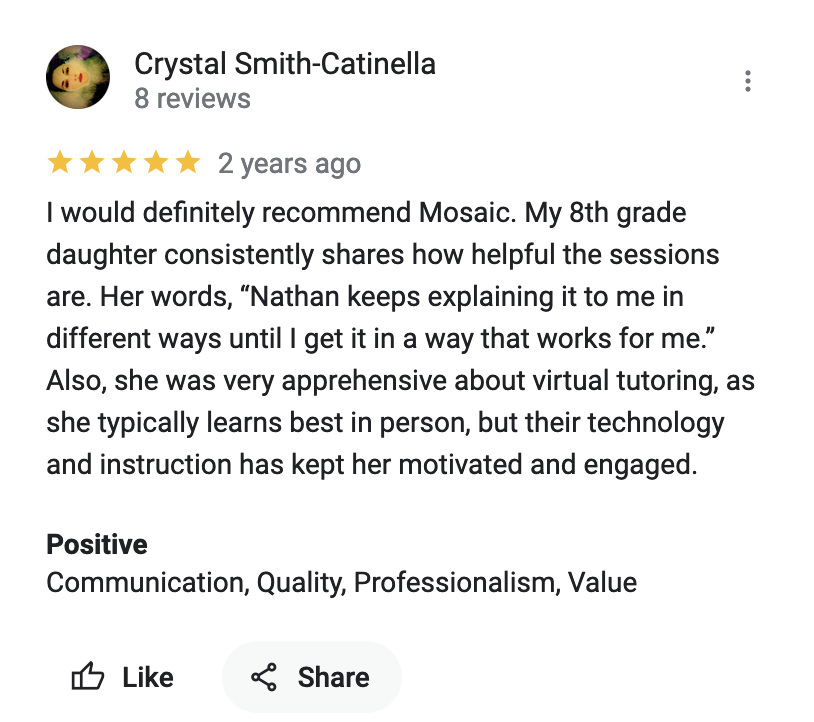 Crystal Smith-Catinella
8 reviews
2 years ago
I would definitely recommend Mosaic. My 8th grade
daughter consistently shares how helpful the sessions
are. Her words, “Nathan keeps explaining it to me in
different ways until I get it in a way that works for me.”
Also, she was very apprehensive about virtual tutoring, as
she typically learns best in person, but their technology
and instruction has kept her motivated and engaged.
Positive
Communication, Quality, Professionalism, Value
Like
Share